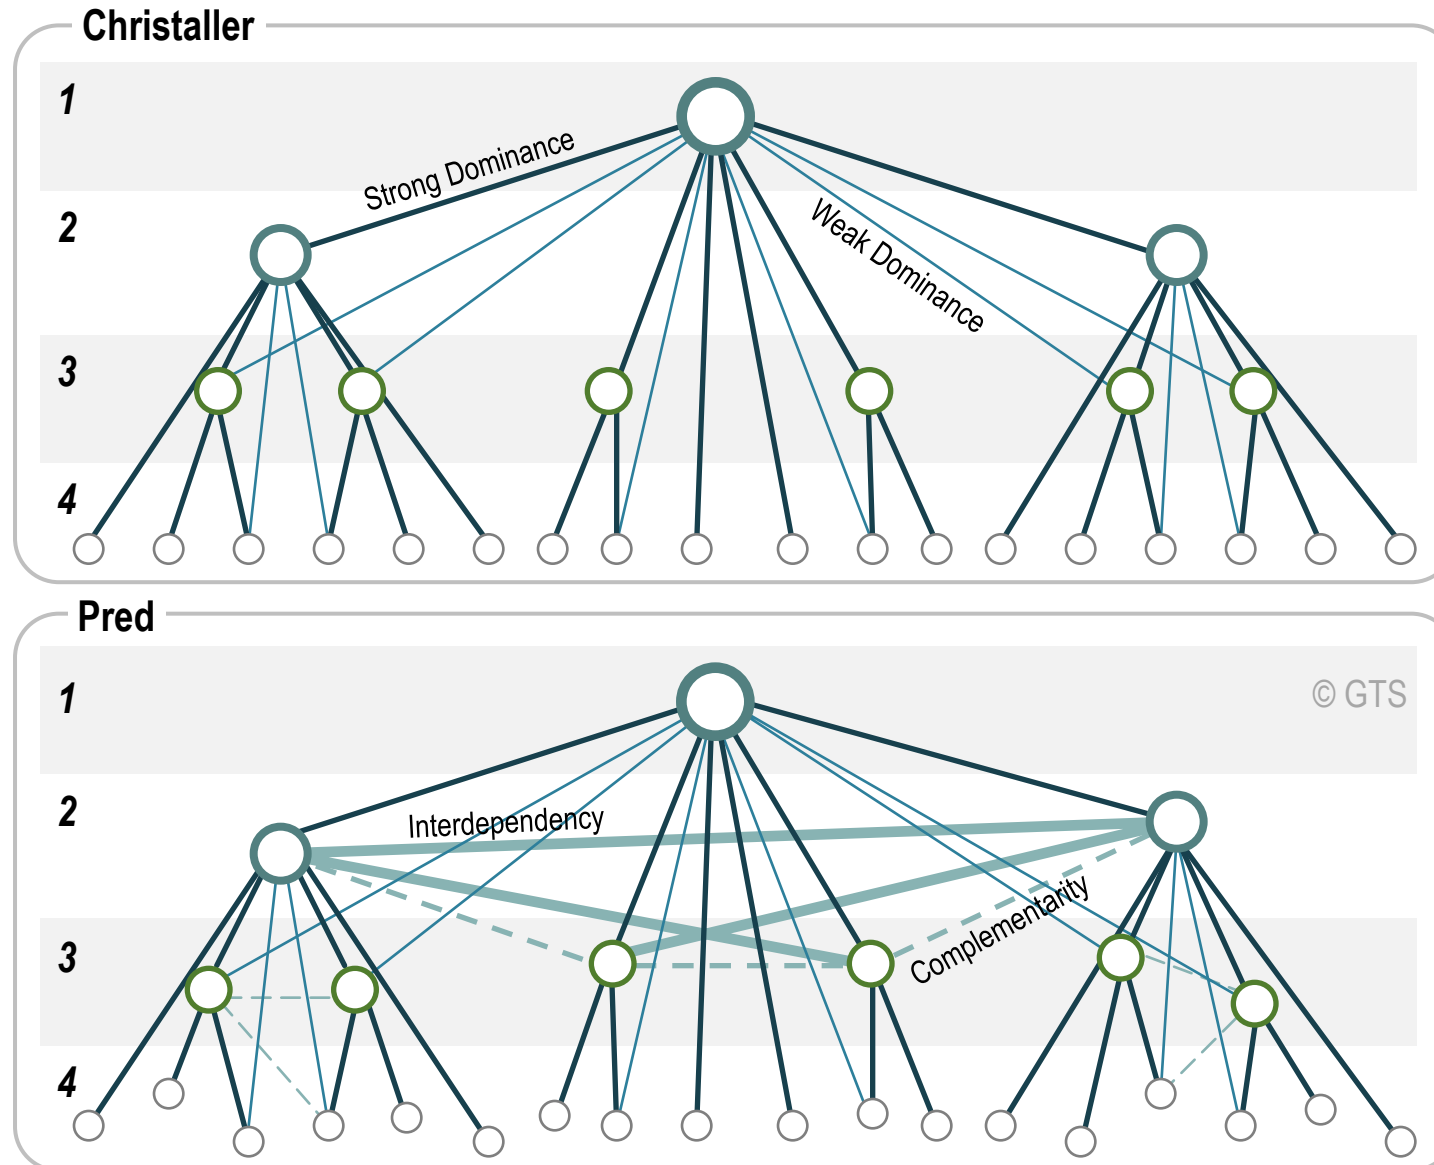 Christaller
1
Strong Dominance
2
Weak Dominance
3
4
Pred
1
© GTS
2
Interdependency
Complementarity
3
4